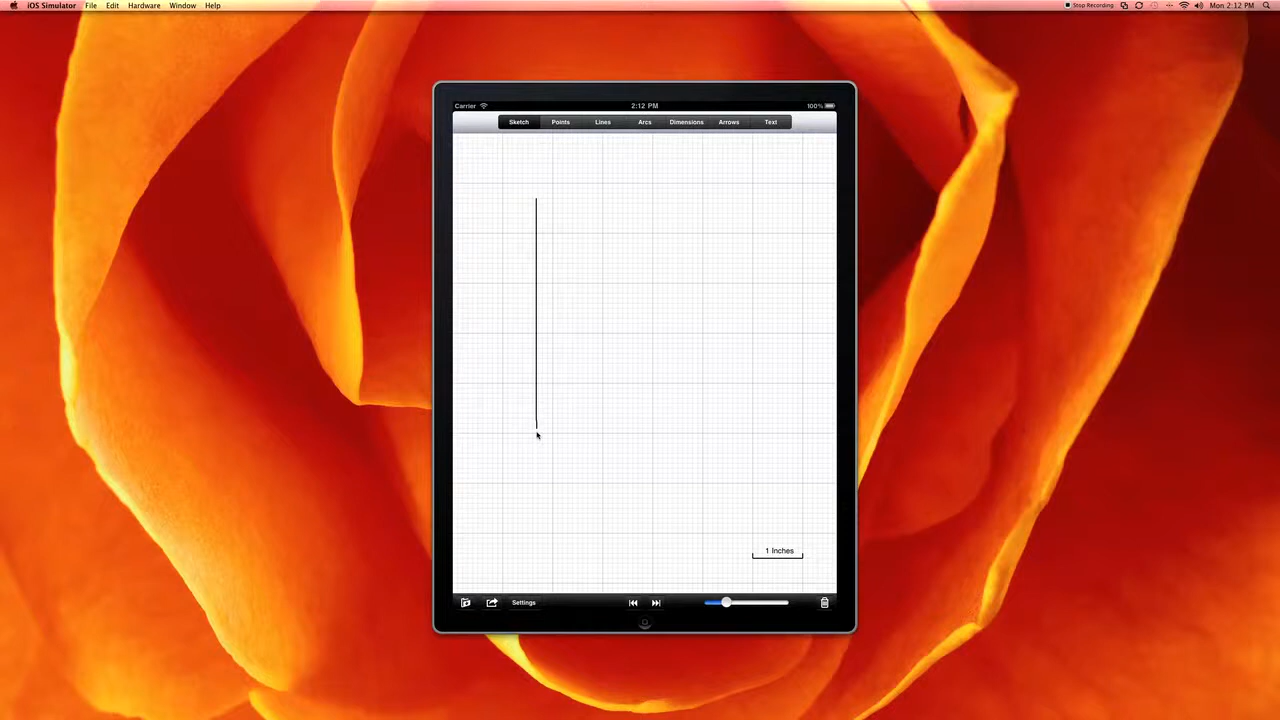 iOS Simulator File Edit Hardware Window Help Stop Recording Mon 2:12 PM
Carrier 2:12 PM 100%
Sketch Points Lines Arcs Dimensions Arrows Text
1 Inches
Settings